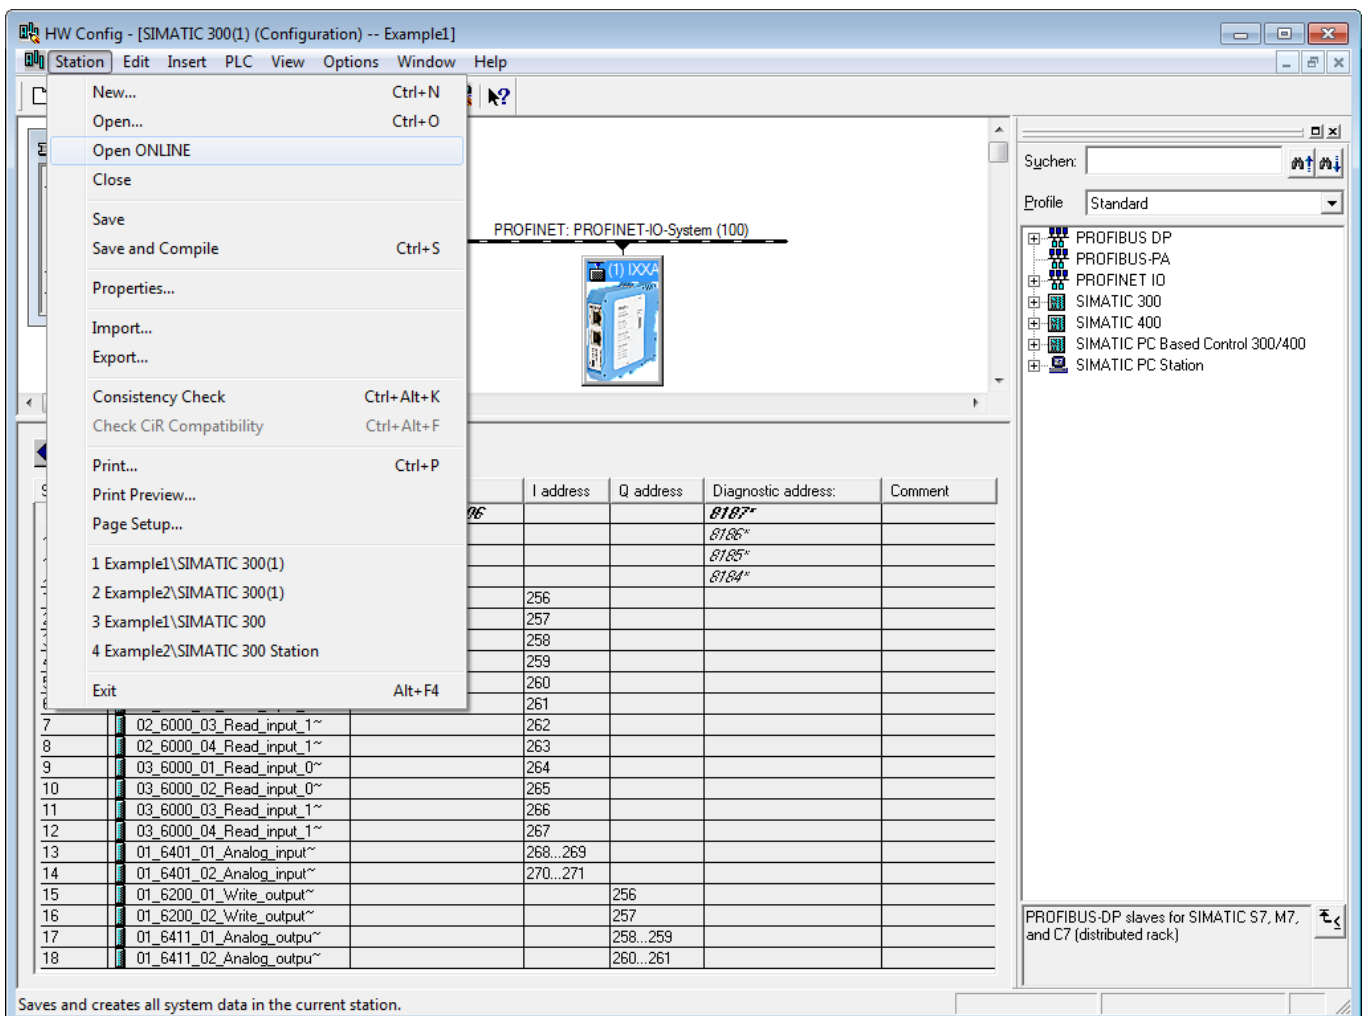 HW Config - [SIMATIC 300(1) (Configuration) -- Example1]
Station Edit Insert PLC View Options Window Help
New... Ctrl+N
Open... Ctrl+O
Open ONLINE
Close
Save
Save and Compile Ctrl+S
Properties...
Import...
Export...
Consistency Check Ctrl+Alt+K
Check CiR Compatibility Ctrl+Alt+F
Print... Ctrl+P
Print Preview...
Page Setup...
1 Example1\SIMATIC 300(1)
2 Example2\SIMATIC 300(1)
3 Example1\SIMATIC 300
4 Example2\SIMATIC 300 Station
Exit Alt+F4
PROFINET: PROFINET-IO-System (100)
(1) IXXA
Suchen:
Profile Standard
PROFIBUS DP
PROFIBUS-PA
PROFINET IO
SIMATIC 300
SIMATIC 400
SIMATIC PC Based Control 300/400
SIMATIC PC Station
I address Q address Diagnostic address: Comment
06 8187*
8186*
8185*
8184*
256
257
258
259
260
261
7 02_6000_03_Read_input_1~ 262
8 02_6000_04_Read_input_1~ 263
9 03_6000_01_Read_input_0~ 264
10 03_6000_02_Read_input_0~ 265
11 03_6000_03_Read_input_1~ 266
12 03_6000_04_Read_input_1~ 267
13 01_6401_01_Analog_input~ 268...269
14 01_6401_02_Analog_input~ 270...271
15 01_6200_01_Write_output~ 256
16 01_6200_02_Write_output~ 257
17 01_6411_01_Analog_outpu~ 258...259
18 01_6411_02_Analog_outpu~ 260...261
PROFIBUS-DP slaves for SIMATIC S7, M7,
and C7 (distributed rack)
Saves and creates all system data in the current station.